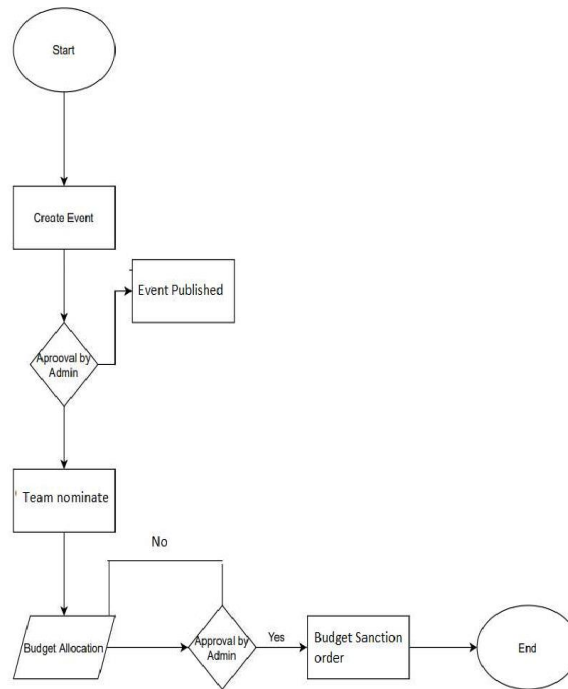 Start
Create Event
Event Published
Aprooval by
Admin
Team nominate
No
Budget Allocation
Approval by
Admin
Yes
Budget Sanction
order
End